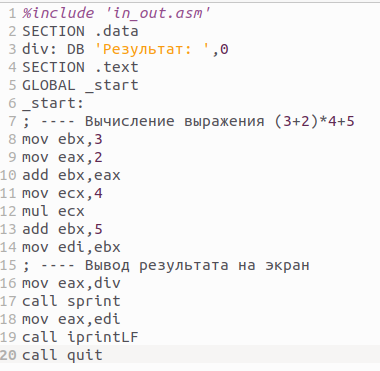 1 %include 'in_out.asm'
2 SECTION .data
3 div: DB 'Результат: ',0
4 SECTION .text
5 GLOBAL _start
6 _start:
7 ; ---- Вычисление выражения (3+2)*4+5
8 mov ebx,3
9 mov eax,2
10 add ebx,eax
11 mov ecx,4
12 mul ecx
13 add ebx,5
14 mov edi,ebx
15 ; ---- Вывод результата на экран
16 mov eax,div
17 call sprint
18 mov eax,edi
19 call iprintLF
20 call quit